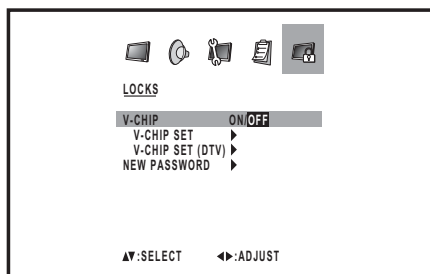 LOCKS
V-CHIP ON/OFF
V-CHIP SET ▶
V-CHIP SET (DTV) ▶
NEW PASSWORD ▶
▲▼:SELECT ◀▶:ADJUST